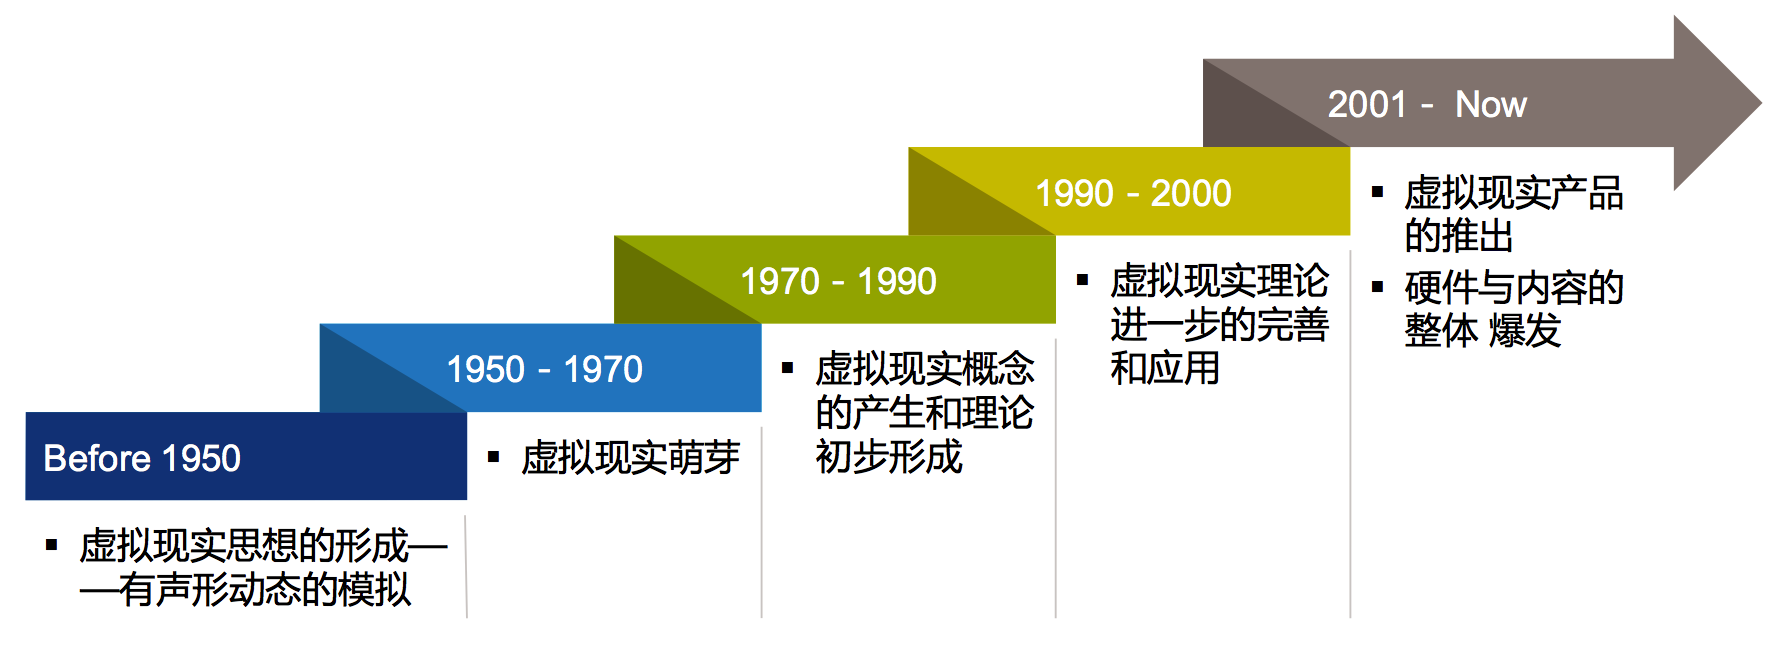 Before 1950
▪ 虚拟现实思想的形成—
—有声形动态的模拟
1950 - 1970
▪ 虚拟现实萌芽
1970 - 1990
▪ 虚拟现实概念
的产生和理论
初步形成
1990 - 2000
▪ 虚拟现实理论
进一步的完善
和应用
2001 - Now
▪ 虚拟现实产品
的推出
▪ 硬件与内容的
整体 爆发